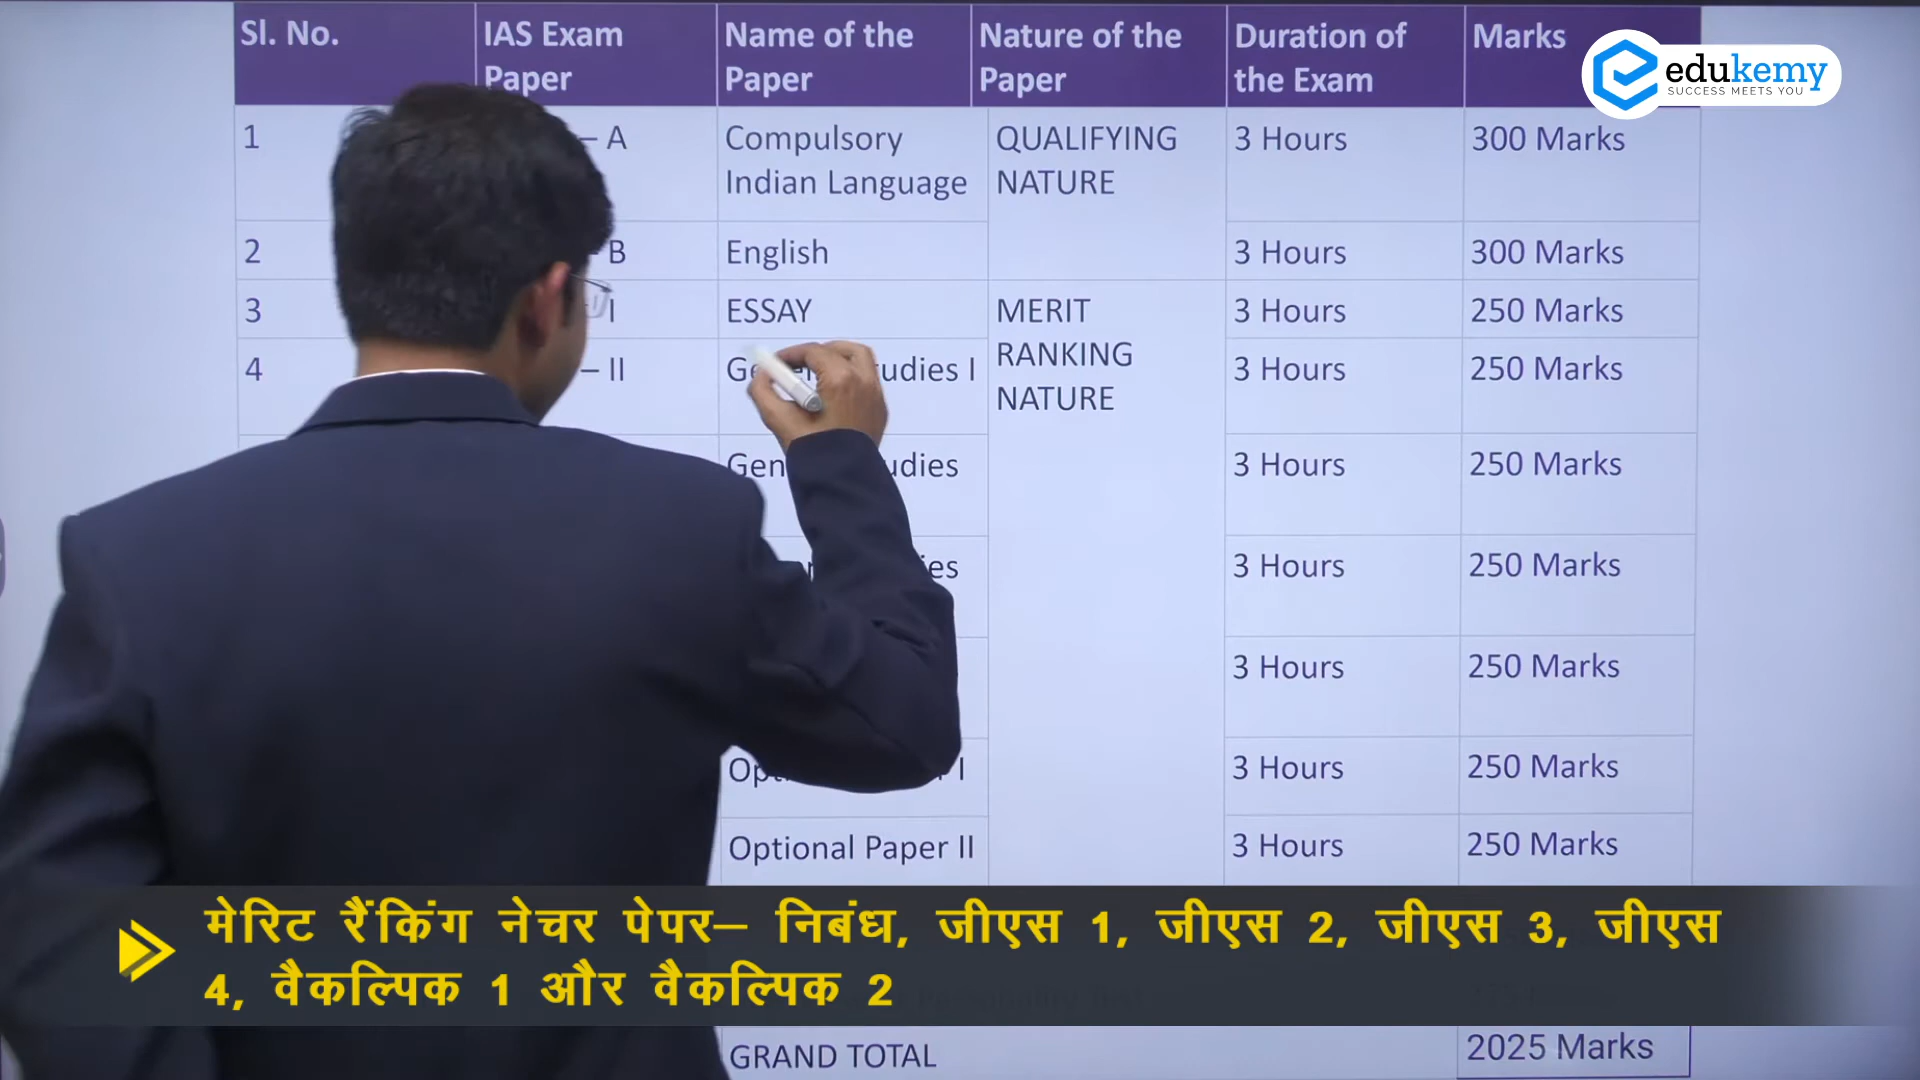 Sl. No. IAS Exam Paper Name of the Paper Nature of the Paper Duration of the Exam Marks
edukemy
SUCCESS MEETS YOU
1 – A Compulsory Indian Language QUALIFYING NATURE 3 Hours 300 Marks
2 B English 3 Hours 300 Marks
3 I ESSAY MERIT RANKING NATURE 3 Hours 250 Marks
4 – II I 3 Hours 250 Marks
3 Hours 250 Marks
3 Hours 250 Marks
3 Hours 250 Marks
I 3 Hours 250 Marks
Optional Paper II 3 Hours 250 Marks
मेरिट रैंकिंग नेचर पेपर– निबंध, जीएस 1, जीएस 2, जीएस 3, जीएस
4, वैकल्पिक 1 और वैकल्पिक 2
GRAND TOTAL 2025 Marks